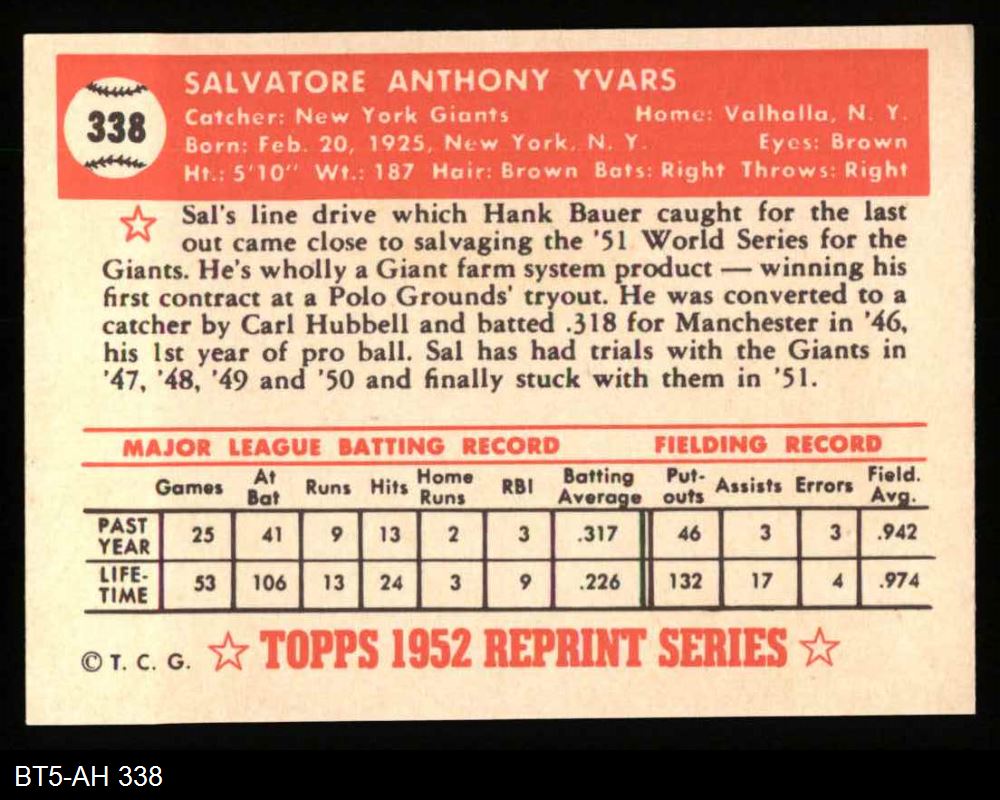 SALVATORE ANTHONY YVARS
338
Catcher: New York Giants Home: Valhalla, N. Y.
Born: Feb. 20, 1925, New York, N. Y. Eyes: Brown
Ht.: 5'10" Wt.: 187 Hair: Brown Bats: Right Throws: Right
Sal's line drive which Hank Bauer caught for the last
out came close to salvaging the '51 World Series for the
Giants. He's wholly a Giant farm system product — winning his
first contract at a Polo Grounds' tryout. He was converted to a
catcher by Carl Hubbell and batted .318 for Manchester in '46,
his 1st year of pro ball. Sal has had trials with the Giants in
'47, '48, '49 and '50 and finally stuck with them in '51.
MAJOR LEAGUE BATTING RECORD FIELDING RECORD
Games At Bat Runs Hits Home Runs RBI Batting Average Put-outs Assists Errors Field. Avg.
PAST YEAR 25 41 9 13 2 3 .317 46 3 3 .942
LIFE-TIME 53 106 13 24 3 9 .226 132 17 4 .974
© T. C. G. TOPPS 1952 REPRINT SERIES
BT5-AH 338